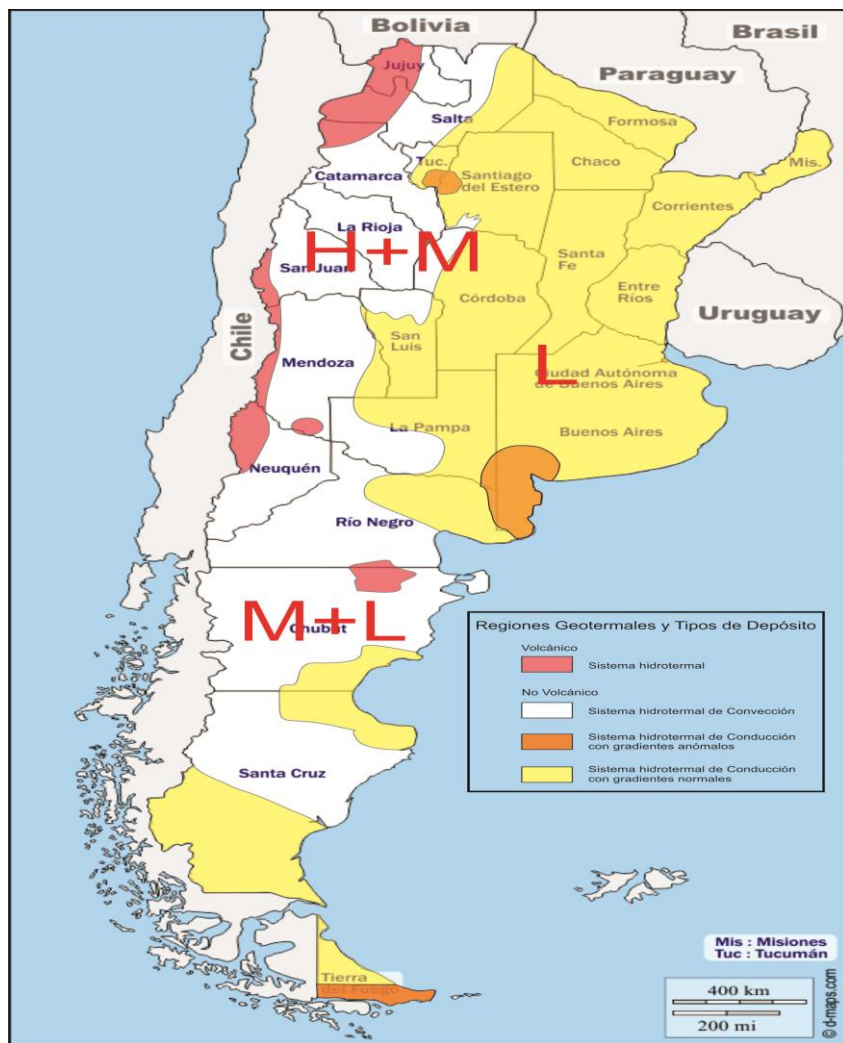 Bolivia
Brasil
Paraguay
Jujuy
Salta
Formosa
Tuc.
Chaco
Mis.
Catamarca
Santiago
del Estero
Corrientes
La Rioja
H+M
Santa
Fe
San Juan
Entre
Ríos
Córdoba
Uruguay
Chile
San
Luis
Mendoza
L
Ciudad Autónoma
de Buenos Aires
La Pampa
Buenos Aires
Neuquén
Río Negro
M+L
Chubut
Santa Cruz
Tierra
del Fuego
Regiones Geotermales y Tipos de Depósito
Volcánico
Sistema hidrotermal
No Volcánico
Sistema hidrotermal de Convección
Sistema hidrotermal de Conducción
con gradientes anómalos
Sistema hidrotermal de Conducción
con gradientes normales
Mis : Misiones
Tuc : Tucumán
400 km
200 mi
© d-maps.com